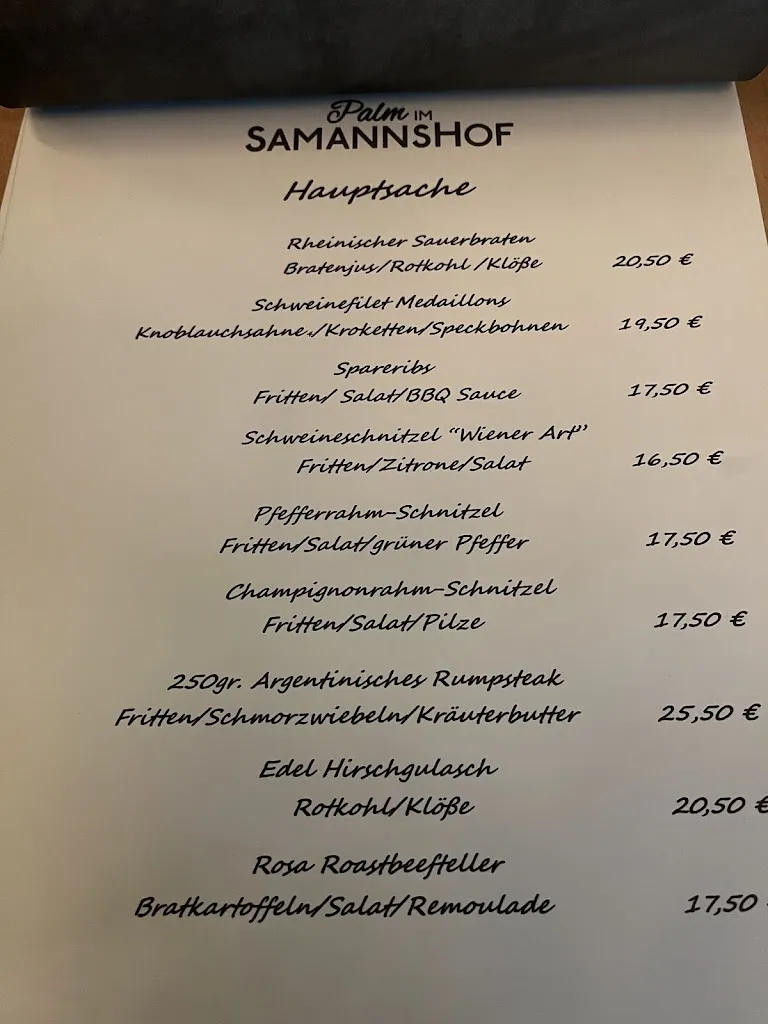 Palm IM
SAMANNSHOF
Hauptsache
Rheinischer Sauerbraten
Bratenjus/Rotkohl /Klöße 20,50 €
Schweinefilet Medaillons
Knoblauchsahne./Kroketten/Speckbohnen 19,50 €
Spareribs
Fritten/ Salat/BBQ Sauce 17,50 €
Schweineschnitzel "Wiener Art"
Fritten/Zitrone/Salat 16,50 €
Pfefferrahm-Schnitzel
Fritten/Salat/grüner Pfeffer 17,50 €
Champignonrahm-Schnitzel
Fritten/Salat/Pilze 17,50 €
250gr. Argentinisches Rumpsteak
Fritten/Schmorzwiebeln/Kräuterbutter 25,50 €
Edel Hirschgulasch
Rotkohl/Klöße 20,50 €
Rosa Roastbeefteller
Bratkartoffeln/Salat/Remoulade 17,50